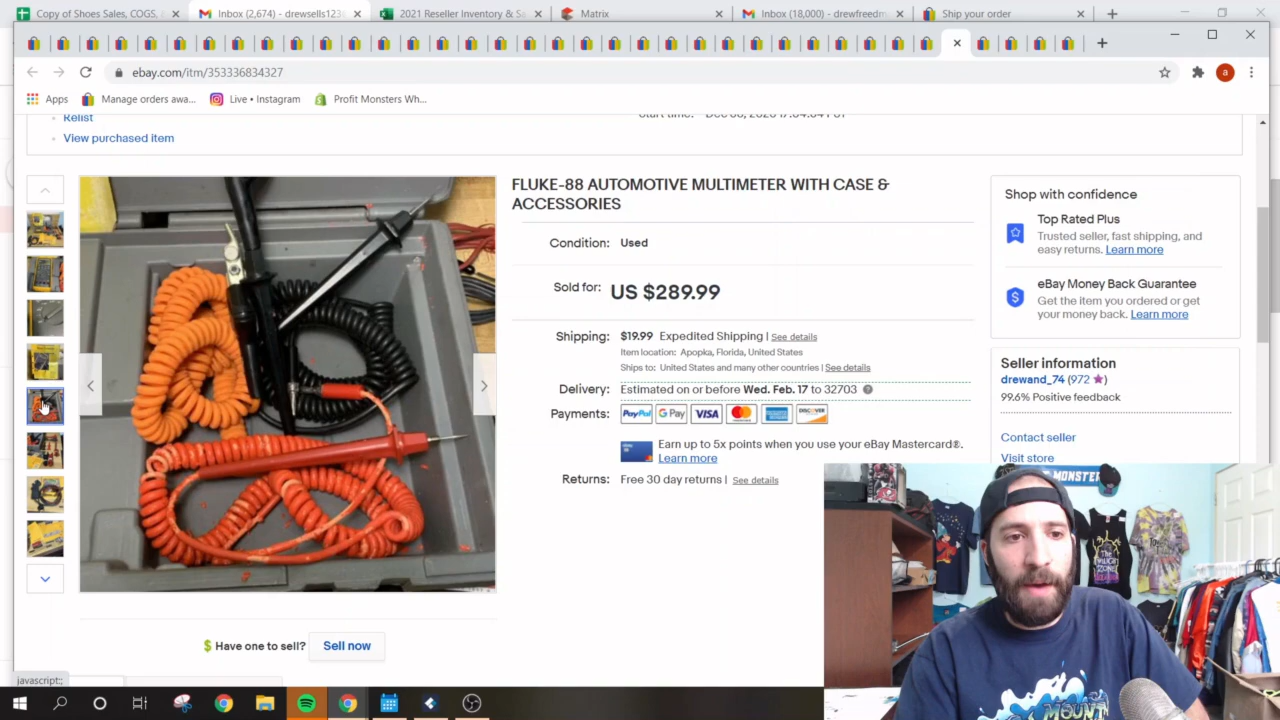 Copy of Shoes Sales, COGS,
Inbox (2,674) - drewsells123
2021 Reseller Inventory & Sa
Matrix
Inbox (18,000) - drewfreedm
Ship your order
ebay.com/itm/353336834327
a
Apps
Manage orders awa...
Live • Instagram
Profit Monsters Wh...
Relist
View purchased item
FLUKE-88 AUTOMOTIVE MULTIMETER WITH CASE &
ACCESSORIES
Condition: Used
Sold for: US $289.99
Shipping: $19.99 Expedited Shipping | See details
Item location: Apopka, Florida, United States
Ships to: United States and many other countries | See details
Delivery: Estimated on or before Wed. Feb. 17 to 32703
Payments: PayPal G Pay VISA
DISCOVER
Earn up to 5x points when you use your eBay Mastercard®.
Learn more
Returns: Free 30 day returns | See details
Shop with confidence
Top Rated Plus
Trusted seller, fast shipping, and
easy returns. Learn more
eBay Money Back Guarantee
Get the item you ordered or get
your money back. Learn more
Seller information
drewand_74 (972)
99.6% Positive feedback
Contact seller
Visit store
Have one to sell? Sell now
javascript:;
MONSTER